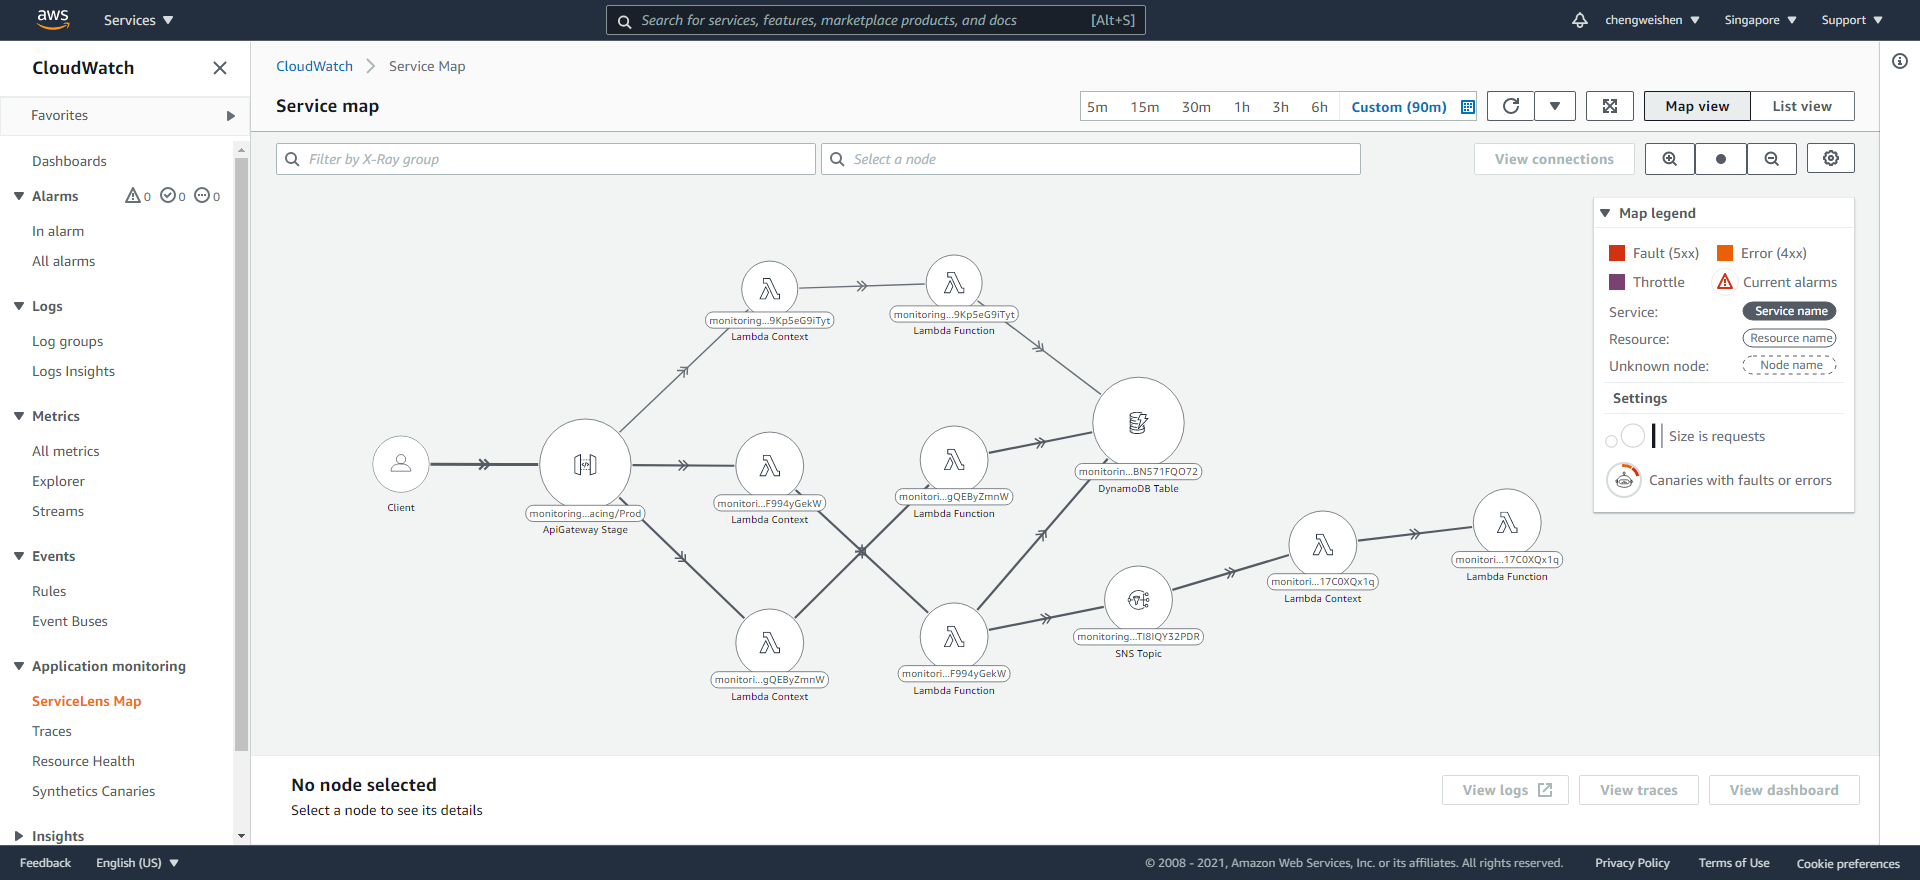 aws
Services
Search for services, features, marketplace products, and docs
[Alt+S]
chengweishen
Singapore
Support
CloudWatch
Favorites
Dashboards
Alarms
0
0
0
In alarm
All alarms
Logs
Log groups
Logs Insights
Metrics
All metrics
Explorer
Streams
Events
Rules
Event Buses
Application monitoring
ServiceLens Map
Traces
Resource Health
Synthetics Canaries
Insights
CloudWatch
Service Map
Service map
5m 15m 30m 1h 3h 6h Custom (90m)
Map view
List view
Filter by X-Ray group
Select a node
View connections
Map legend
Fault (5xx)
Error (4xx)
Throttle
Current alarms
Service:
Service name
Resource:
Resource name
Unknown node:
Node name
Settings
Size is requests
Canaries with faults or errors
monitoring...9Kp5eG9iTyt
Lambda Context
monitoring...9Kp5eG9iTyt
Lambda Function
Client
monitoring...acing/Prod
ApiGateway Stage
monitori...F994yGekW
Lambda Context
monitori...gQEByZmnW
Lambda Function
monitorin...BN571FQO72
DynamoDB Table
monitori...gQEByZmnW
Lambda Context
monitori...F994yGekW
Lambda Function
monitoring...TI8IQY32PDR
SNS Topic
monitori...17C0XQx1q
Lambda Context
monitori...17C0XQx1q
Lambda Function
No node selected
Select a node to see its details
View logs
View traces
View dashboard
Feedback
English (US)
© 2008 - 2021, Amazon Web Services, Inc. or its affiliates. All rights reserved.
Privacy Policy
Terms of Use
Cookie preferences